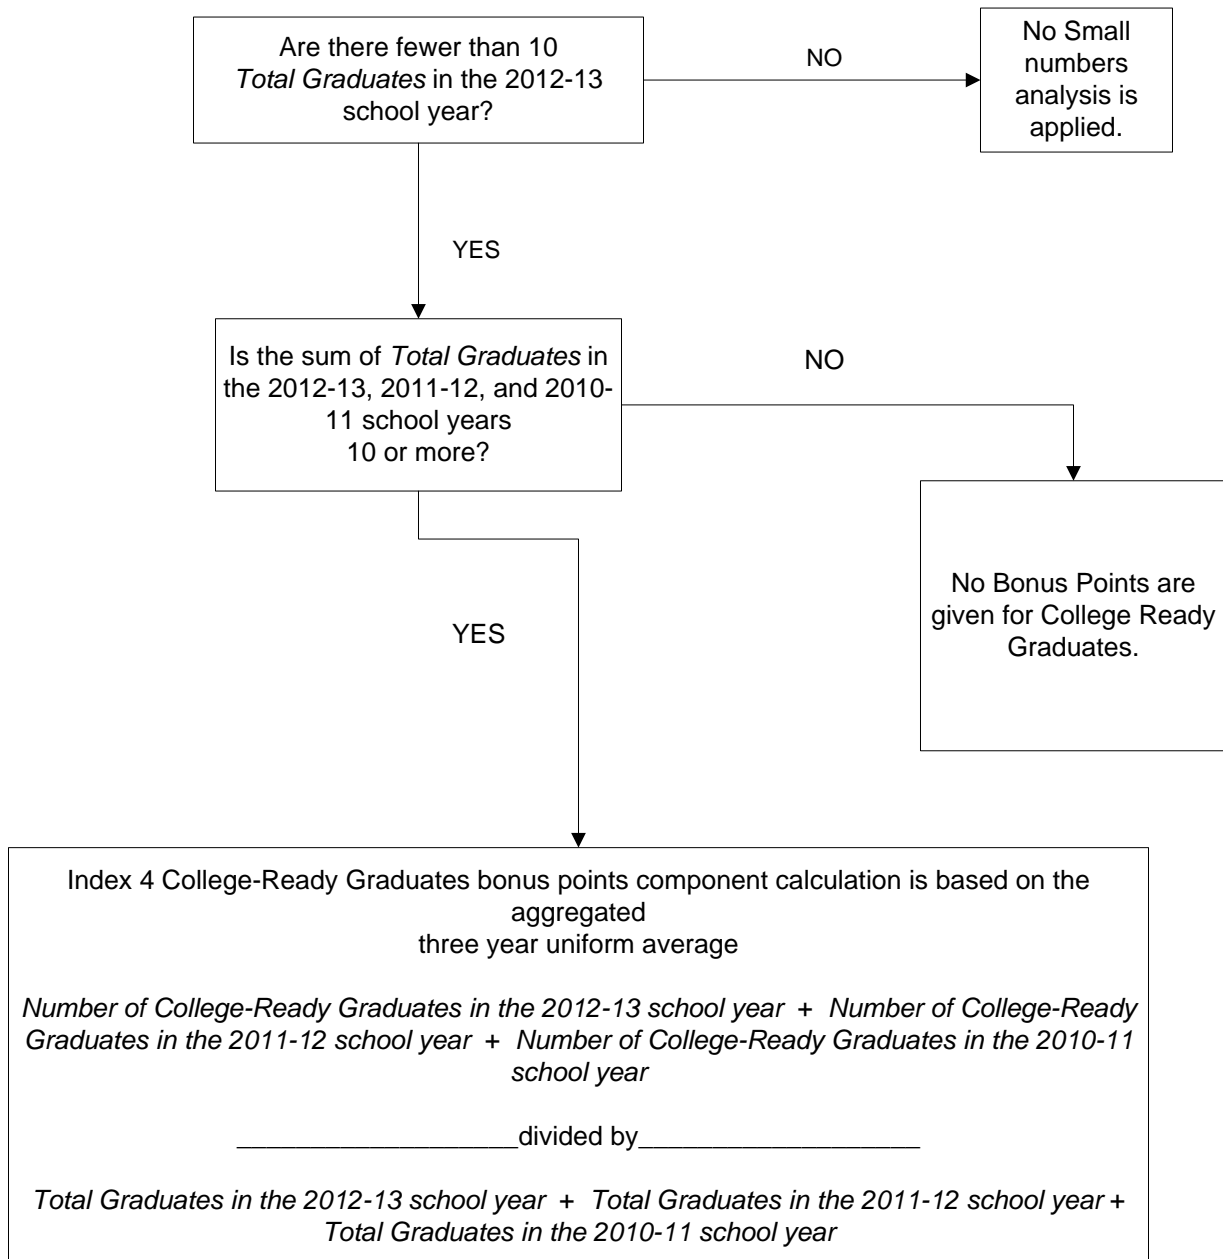 Are there fewer than 10
Total Graduates in the 2012-13
school year?
NO
No Small
numbers
analysis is
applied.
YES
Is the sum of Total Graduates in
the 2012-13, 2011-12, and 2010-
11 school years
10 or more?
NO
No Bonus Points are
given for College Ready
Graduates.
YES
Index 4 College-Ready Graduates bonus points component calculation is based on the
aggregated
three year uniform average
Number of College-Ready Graduates in the 2012-13 school year + Number of College-Ready
Graduates in the 2011-12 school year + Number of College-Ready Graduates in the 2010-11
school year
___________________divided by___________________
Total Graduates in the 2012-13 school year + Total Graduates in the 2011-12 school year +
Total Graduates in the 2010-11 school year